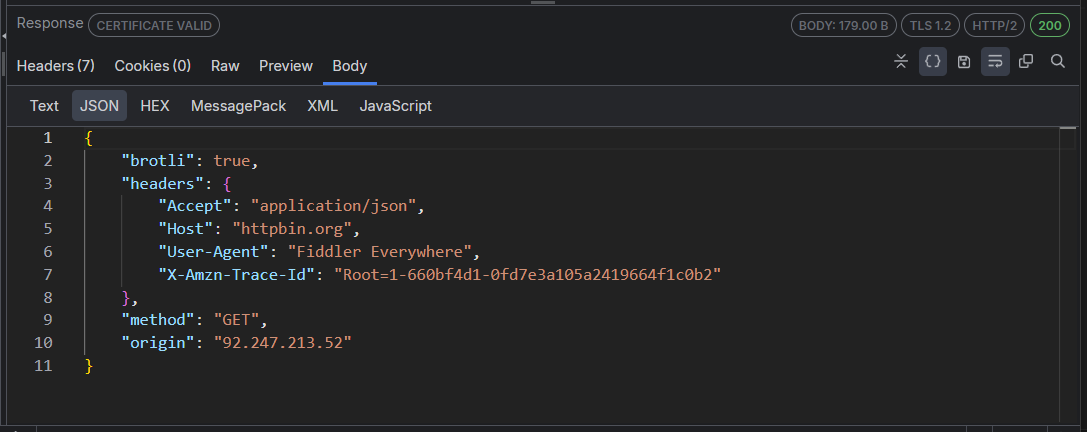 Response CERTIFICATE VALID BODY: 179.00 B TLS 1.2 HTTP/2 200
Headers (7) Cookies (0) Raw Preview Body
Text JSON HEX MessagePack XML JavaScript
1 {
2 "brotli": true,
3 "headers": {
4 "Accept": "application/json",
5 "Host": "httpbin.org",
6 "User-Agent": "Fiddler Everywhere",
7 "X-Amzn-Trace-Id": "Root=1-660bf4d1-0fd7e3a105a2419664f1c0b2"
8 },
9 "method": "GET",
10 "origin": "92.247.213.52"
11 }